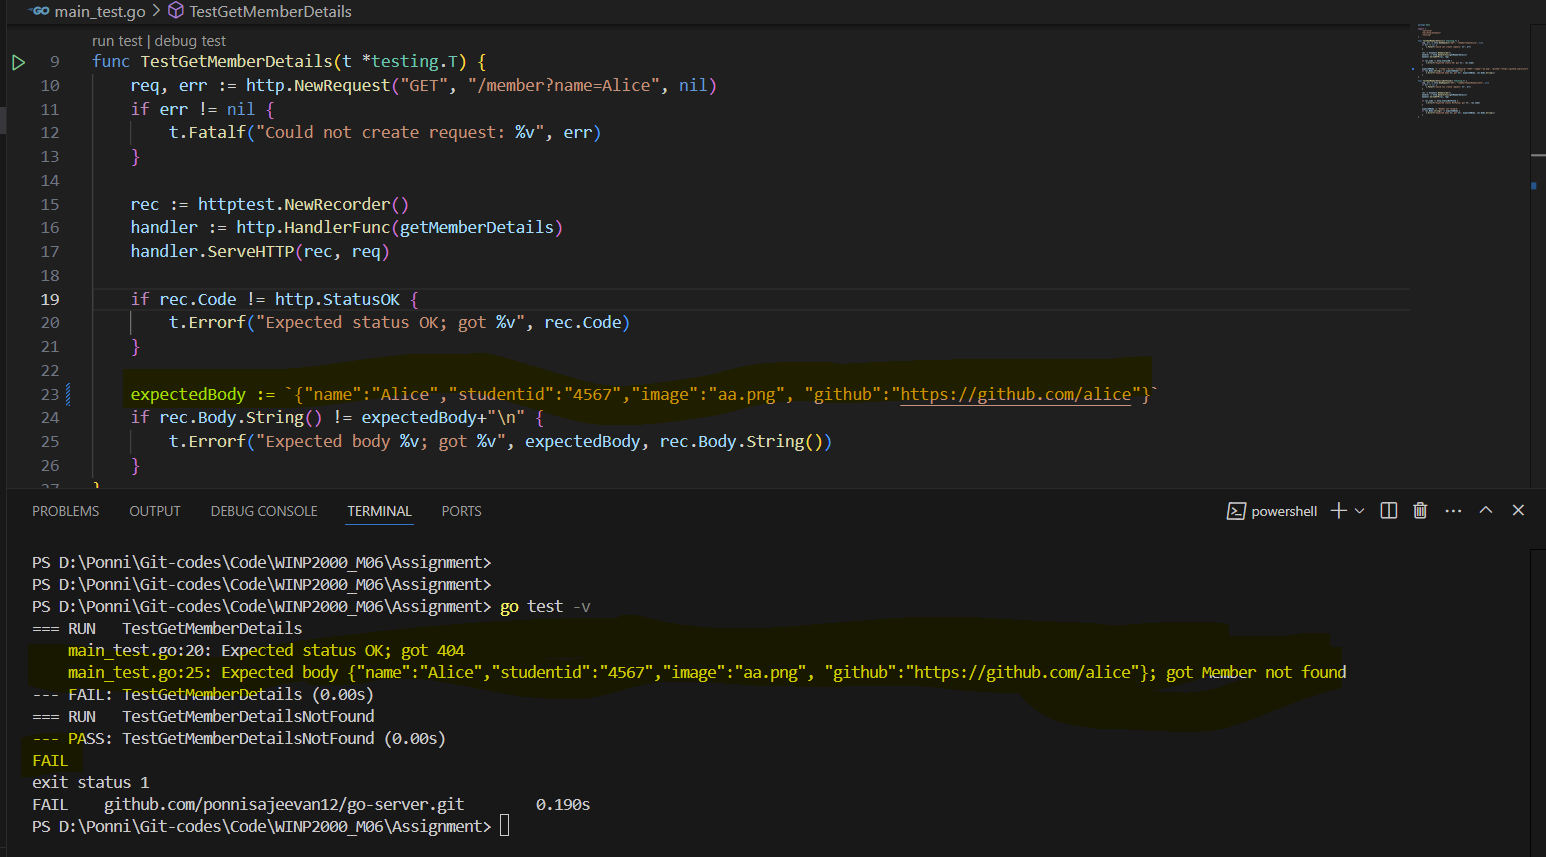 GO main_test.go > TestGetMemberDetails
run test | debug test
9 func TestGetMemberDetails(t *testing.T) {
10 req, err := http.NewRequest("GET", "/member?name=Alice", nil)
11 if err != nil {
12 t.Fatalf("Could not create request: %v", err)
13 }
14
15 rec := httptest.NewRecorder()
16 handler := http.HandlerFunc(getMemberDetails)
17 handler.ServeHTTP(rec, req)
18
19 if rec.Code != http.StatusOK {
20 t.Errorf("Expected status OK; got %v", rec.Code)
21 }
22
23 expectedBody := `{"name":"Alice","studentid":"4567","image":"aa.png", "github":"https://github.com/alice"}`
24 if rec.Body.String() != expectedBody+"\n" {
25 t.Errorf("Expected body %v; got %v", expectedBody, rec.Body.String())
26 }
27 }
PROBLEMS OUTPUT DEBUG CONSOLE TERMINAL PORTS powershell
PS D:\Ponni\Git-codes\Code\WINP2000_M06\Assignment>
PS D:\Ponni\Git-codes\Code\WINP2000_M06\Assignment>
PS D:\Ponni\Git-codes\Code\WINP2000_M06\Assignment> go test -v
=== RUN TestGetMemberDetails
main_test.go:20: Expected status OK; got 404
main_test.go:25: Expected body {"name":"Alice","studentid":"4567","image":"aa.png", "github":"https://github.com/alice"}; got Member not found
--- FAIL: TestGetMemberDetails (0.00s)
=== RUN TestGetMemberDetailsNotFound
--- PASS: TestGetMemberDetailsNotFound (0.00s)
FAIL
exit status 1
FAIL github.com/ponnisajeevan12/go-server.git 0.190s
PS D:\Ponni\Git-codes\Code\WINP2000_M06\Assignment>